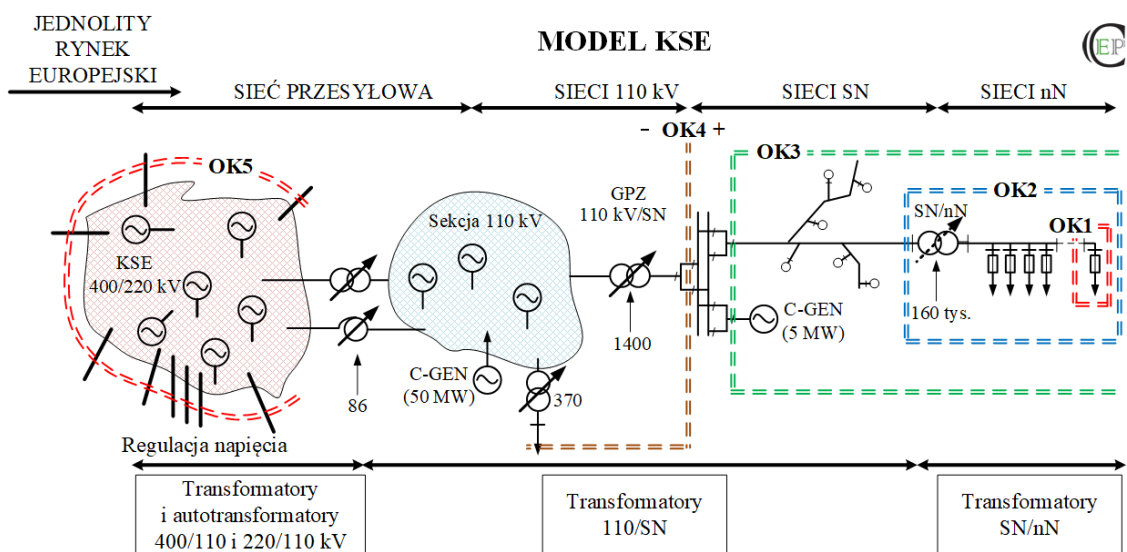 JEDNOLITY
RYNEK
EUROPEJSKI
MODEL KSE
CEP
SIEĆ PRZESYŁOWA
SIECI 110 kV
SIECI SN
SIECI nN
- OK4 +
OK5
OK3
OK2
OK1
GPZ
110 kV/SN
Sekcja 110 kV
SN/nN
KSE
400/220 kV
160 tys.
C-GEN
(5 MW)
1400
C-GEN
(50 MW)
86
370
Regulacja napięcia
Transformatory
i autotransformatory
400/110 i 220/110 kV
Transformatory
110/SN
Transformatory
SN/nN